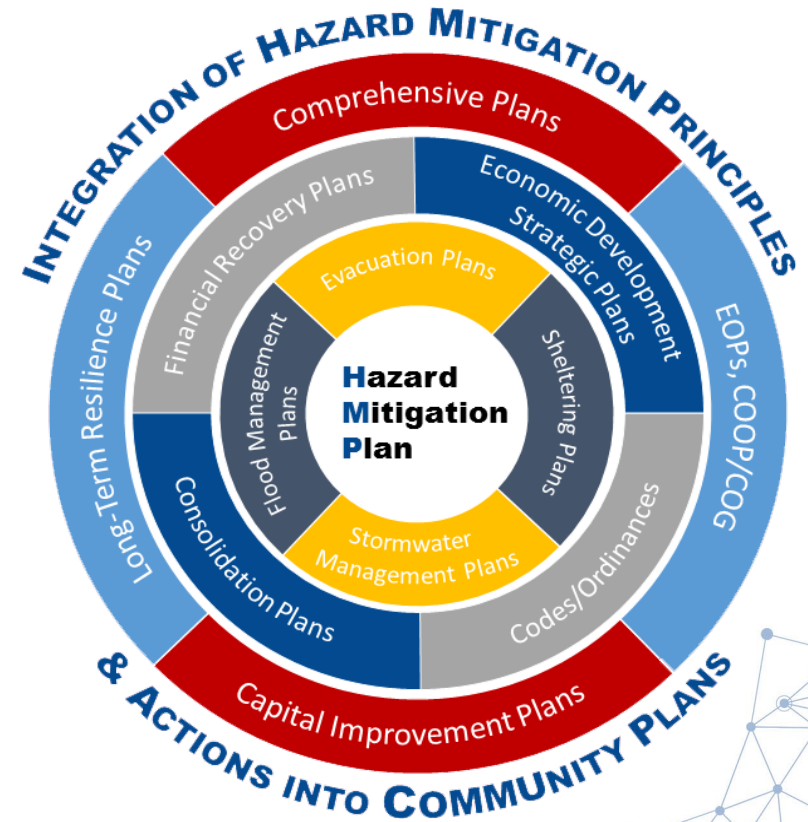 INTEGRATION OF HAZARD MITIGATION PRINCIPLES
Comprehensive Plans
Financial Recovery Plans
Economic Development
Strategic Plans
Evacuation Plans
Long-Term Resilience Plans
Flood Management
Plans
Hazard
Mitigation
Plan
Sheltering Plans
EOPs, COOP/COG
Stormwater
Management Plans
Consolidation Plans
Codes/Ordinances
Capital Improvement Plans
& ACTIONS INTO COMMUNITY PLANS